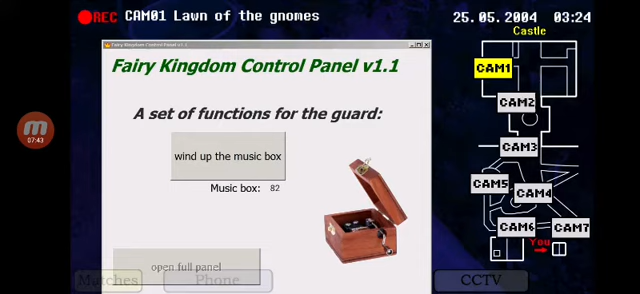 REC CAM01 Lawn of the gnomes
25.05.2004 03:24
Castle
Fairy Kingdom Control Panel v1.1
Fairy Kingdom Control Panel v1.1
A set of functions for the guard:
wind up the music box
Music box: 82
open full panel
Matches
Phone
CCTV
CAM1
CAM2
CAM3
CAM5
CAM4
CAM6
CAM7
You
07:43